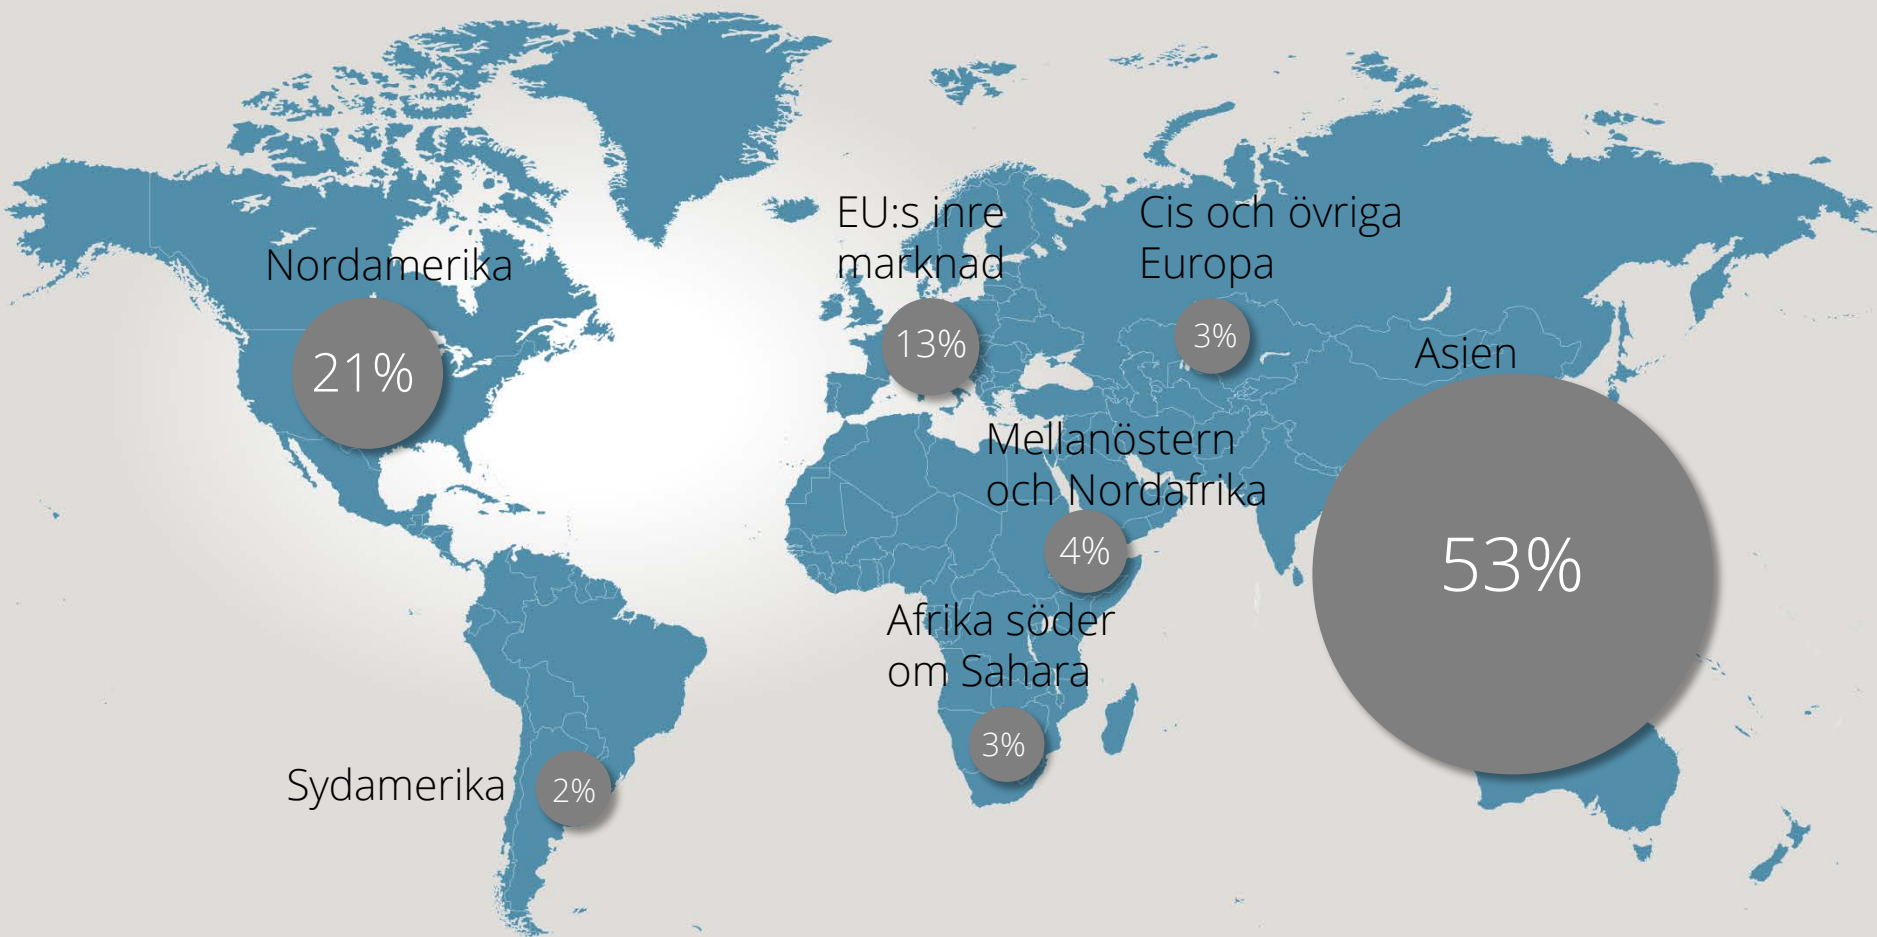 Nordamerika
21%
EU:s inre
marknad
13%
Cis och övriga
Europa
3%
Asien
53%
Mellanöstern
och Nordafrika
4%
Afrika söder
om Sahara
3%
Sydamerika
2%